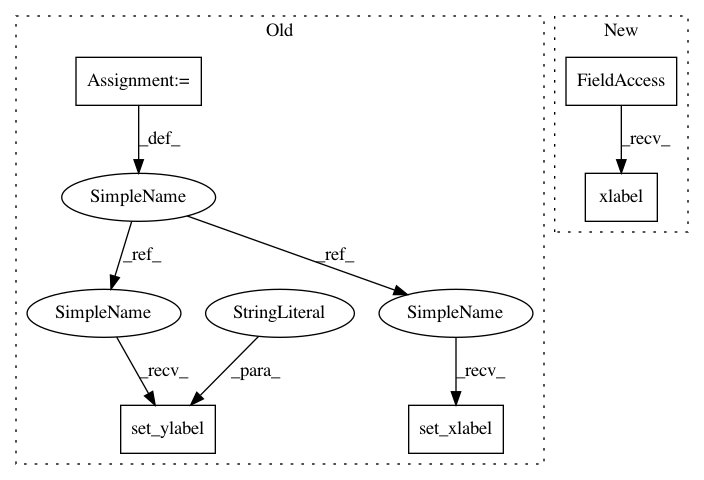 Old
New
Assignment:=
FieldAccess
_def_
_recv_
SimpleName
xlabel
_ref_
_ref_
SimpleName
StringLiteral
SimpleName
_recv_
_para_
_recv_
set_ylabel
set_xlabel